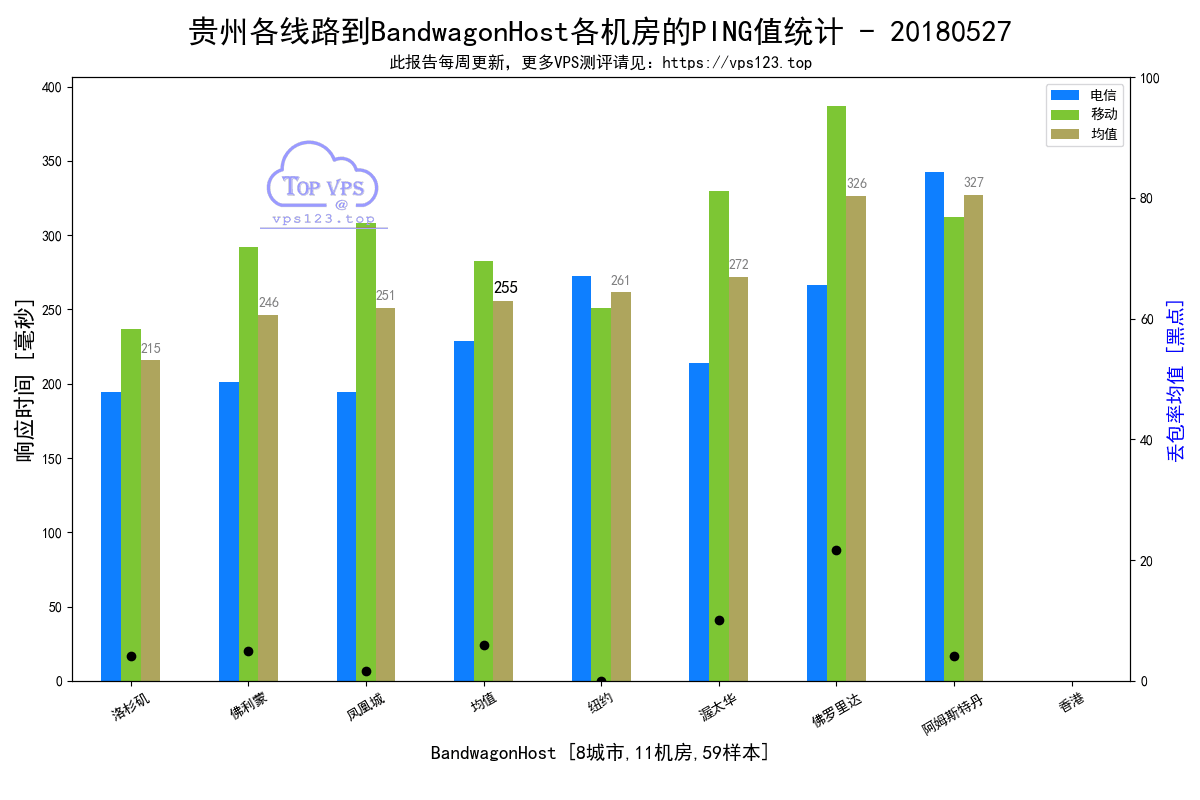 贵州各线路到BandwagonHost各机房的PING值统计 - 20180527
此报告每周更新，更多VPS测评请见：https://vps123.top
电信
移动
均值
TOP VPS
@
vps123.top
响应时间 [毫秒]
丢包率均值 [黑点]
400
350
300
250
200
150
100
50
0
100
80
60
40
20
0
215
246
251
255
261
272
326
327
洛杉矶
佛利蒙
凤凰城
均值
纽约
渥太华
佛罗里达
阿姆斯特丹
香港
BandwagonHost [8城市,11机房,59样本]